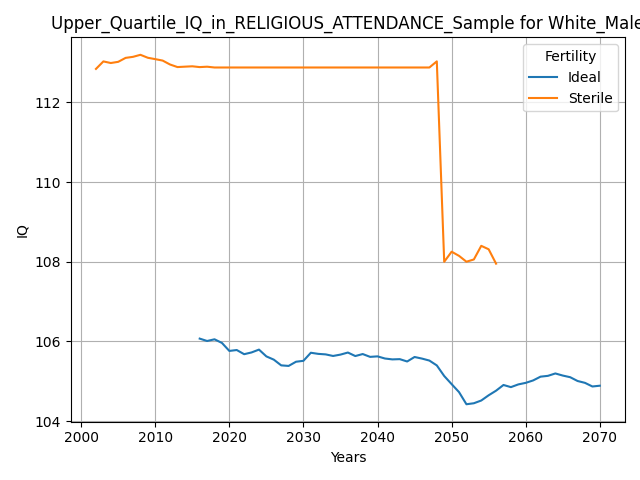 Upper_Quartile_IQ_in_RELIGIOUS_ATTENDANCE_Sample for White_Male
Fertility
Ideal
Sterile
IQ
112
110
108
106
104
2000 2010 2020 2030 2040 2050 2060 2070
Years